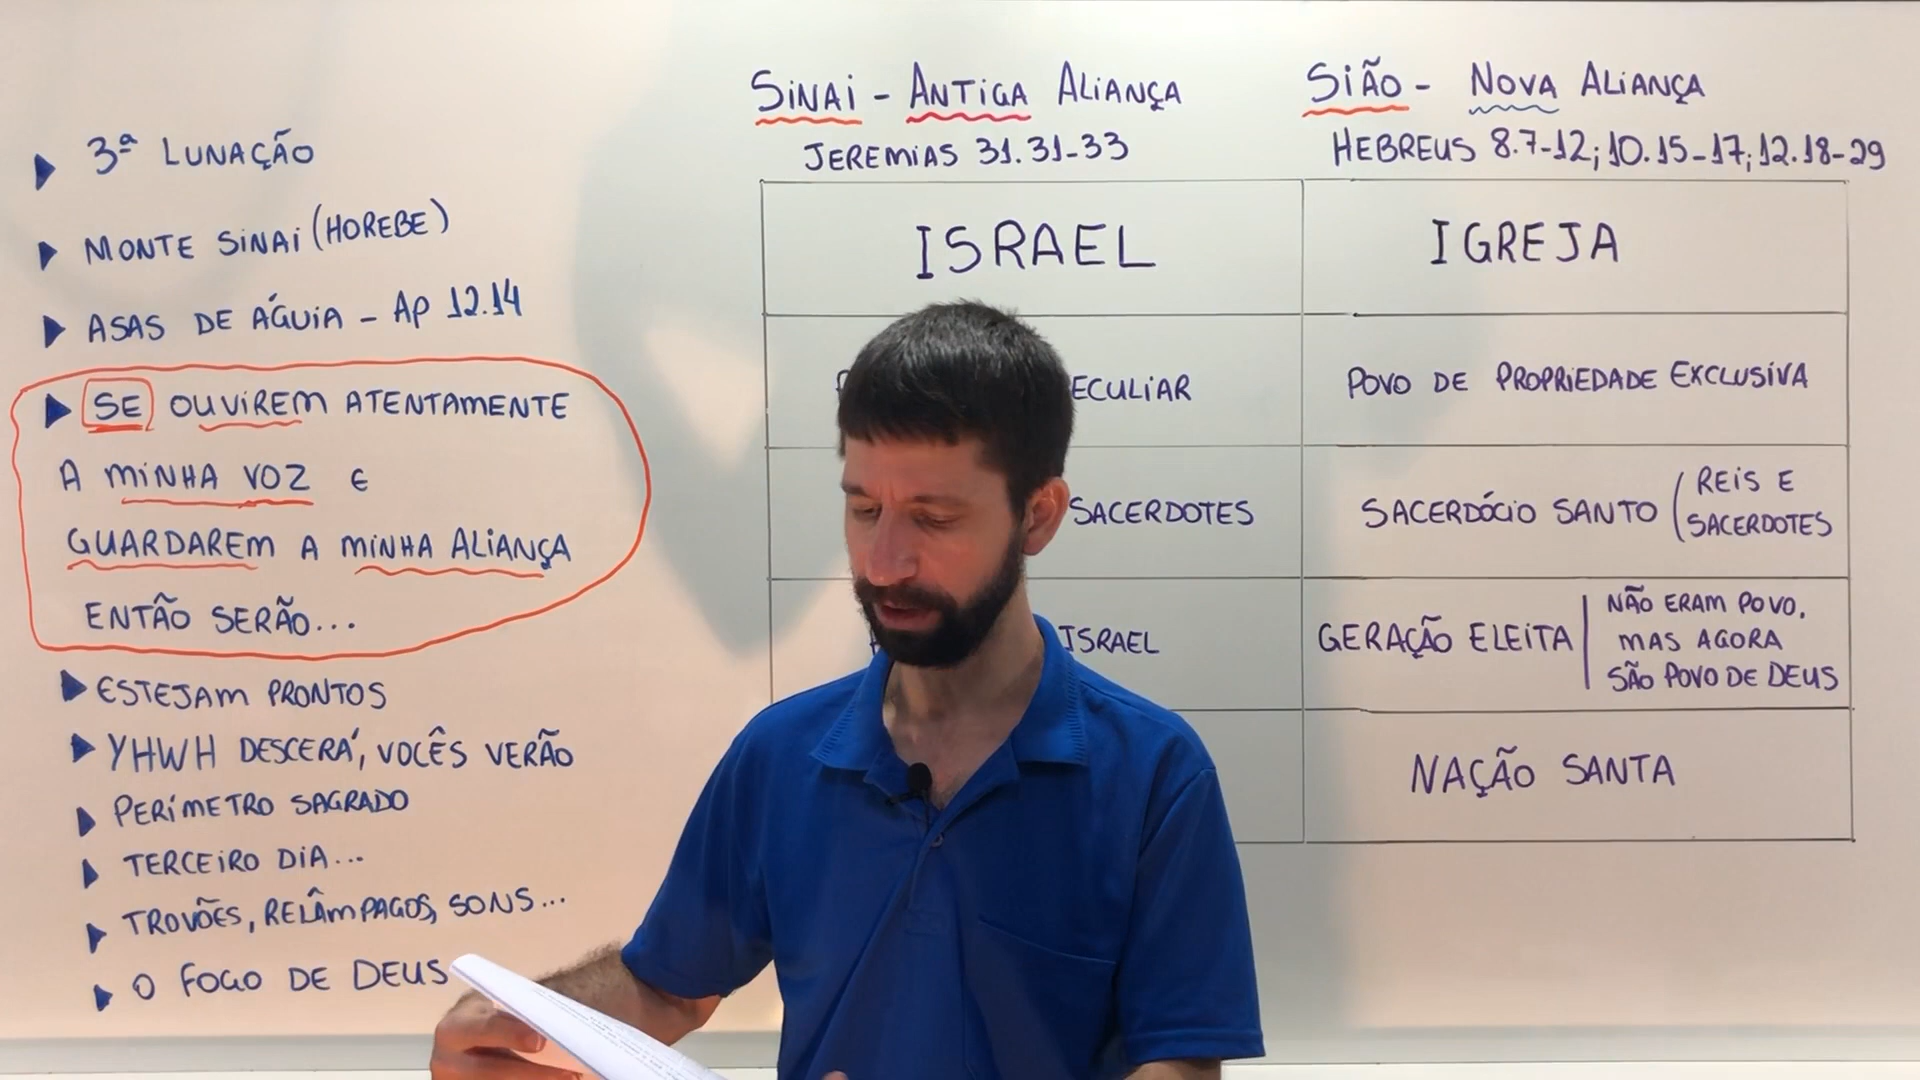 ▶ 3ª LUNAÇÃO
▶ MONTE SINAI (HOREBE)
▶ ASAS DE ÁGUIA - AP 12.14
▶ SE OUVIREM ATENTAMENTE
A MINHA VOZ E
GUARDAREM A MINHA ALIANÇA
ENTÃO SERÃO...
▶ ESTEJAM PRONTOS
▶ YHWH DESCERÁ, VOCÊS VERÃO
▶ PERÍMETRO SAGRADO
▶ TERCEIRO DIA...
▶ TROVÕES, RELÂMPAGOS, SONS...
▶ O FOGO DE DEUS
SINAI - ANTIGA ALIANÇA
JEREMIAS 31.31-33
ISRAEL
ECULIAR
SACERDOTES
ISRAEL
SIÃO - NOVA ALIANÇA
HEBREUS 8.7-12; 10.15-17; 12.18-29
IGREJA
POVO DE PROPRIEDADE EXCLUSIVA
SACERDÓCIO SANTO (REIS E
SACERDOTES
GERAÇÃO ELEITA | NÃO ERAM POVO,
MAS AGORA
SÃO POVO DE DEUS
NAÇÃO SANTA